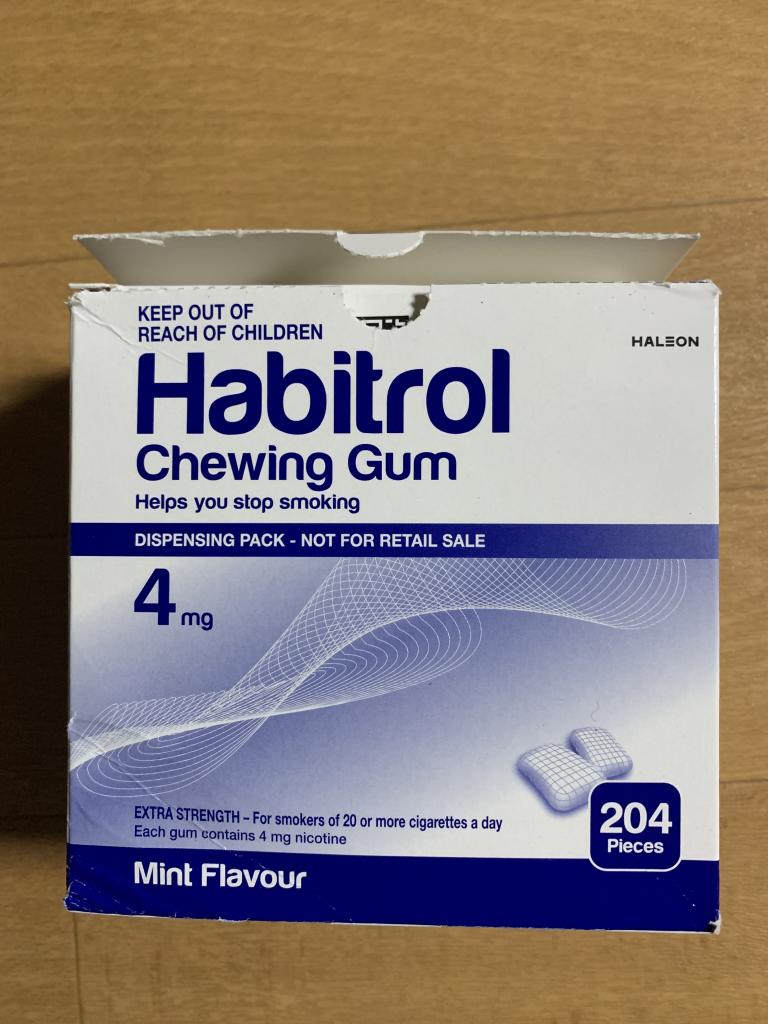 KEEP OUT OF
REACH OF CHILDREN
HALEON
Habitrol
Chewing Gum
Helps you stop smoking
DISPENSING PACK - NOT FOR RETAIL SALE
4 mg
EXTRA STRENGTH – For smokers of 20 or more cigarettes a day
Each gum contains 4 mg nicotine
204
Pieces
Mint Flavour